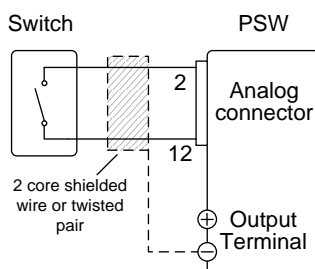 Switch
PSW
2
Analog
connector
12
2 core shielded
wire or twisted
pair
+
Output
Terminal
−